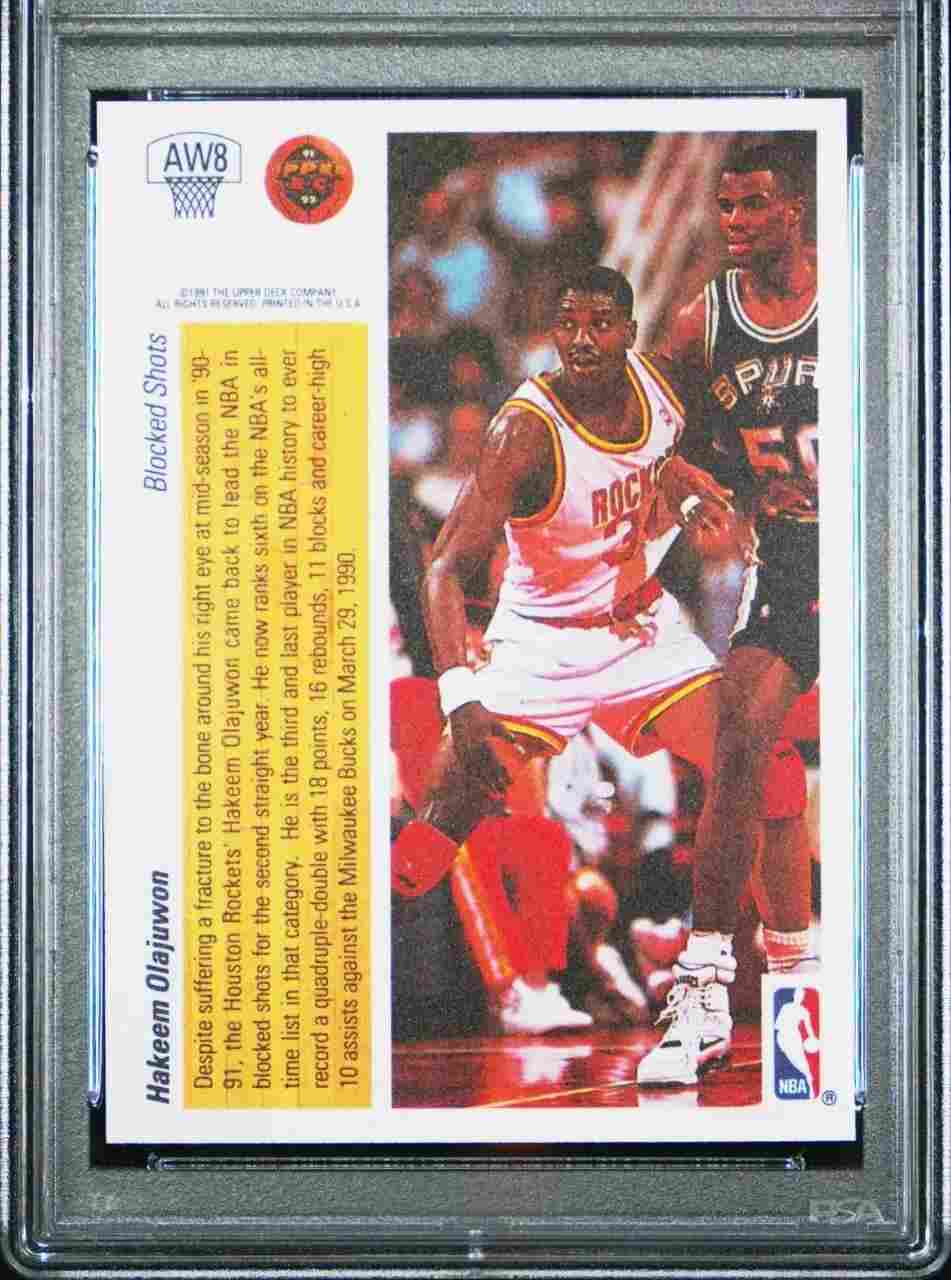 AW8
91
92
©1991 THE UPPER DECK COMPANY.
ALL RIGHTS RESERVED. PRINTED IN THE U.S.A.
Hakeem Olajuwon
Blocked Shots
Despite suffering a fracture to the bone around his right eye at mid-season in '90-
91, the Houston Rockets' Hakeem Olajuwon came back to lead the NBA in
blocked shots for the second straight year. He now ranks sixth on the NBA's all-
time list in that category. He is the third and last player in NBA history to ever
record a quadruple-double with 18 points, 16 rebounds, 11 blocks and career-high
10 assists against the Milwaukee Bucks on March 29, 1990.
SPUR
50
ROCK
NBA
®
PSA